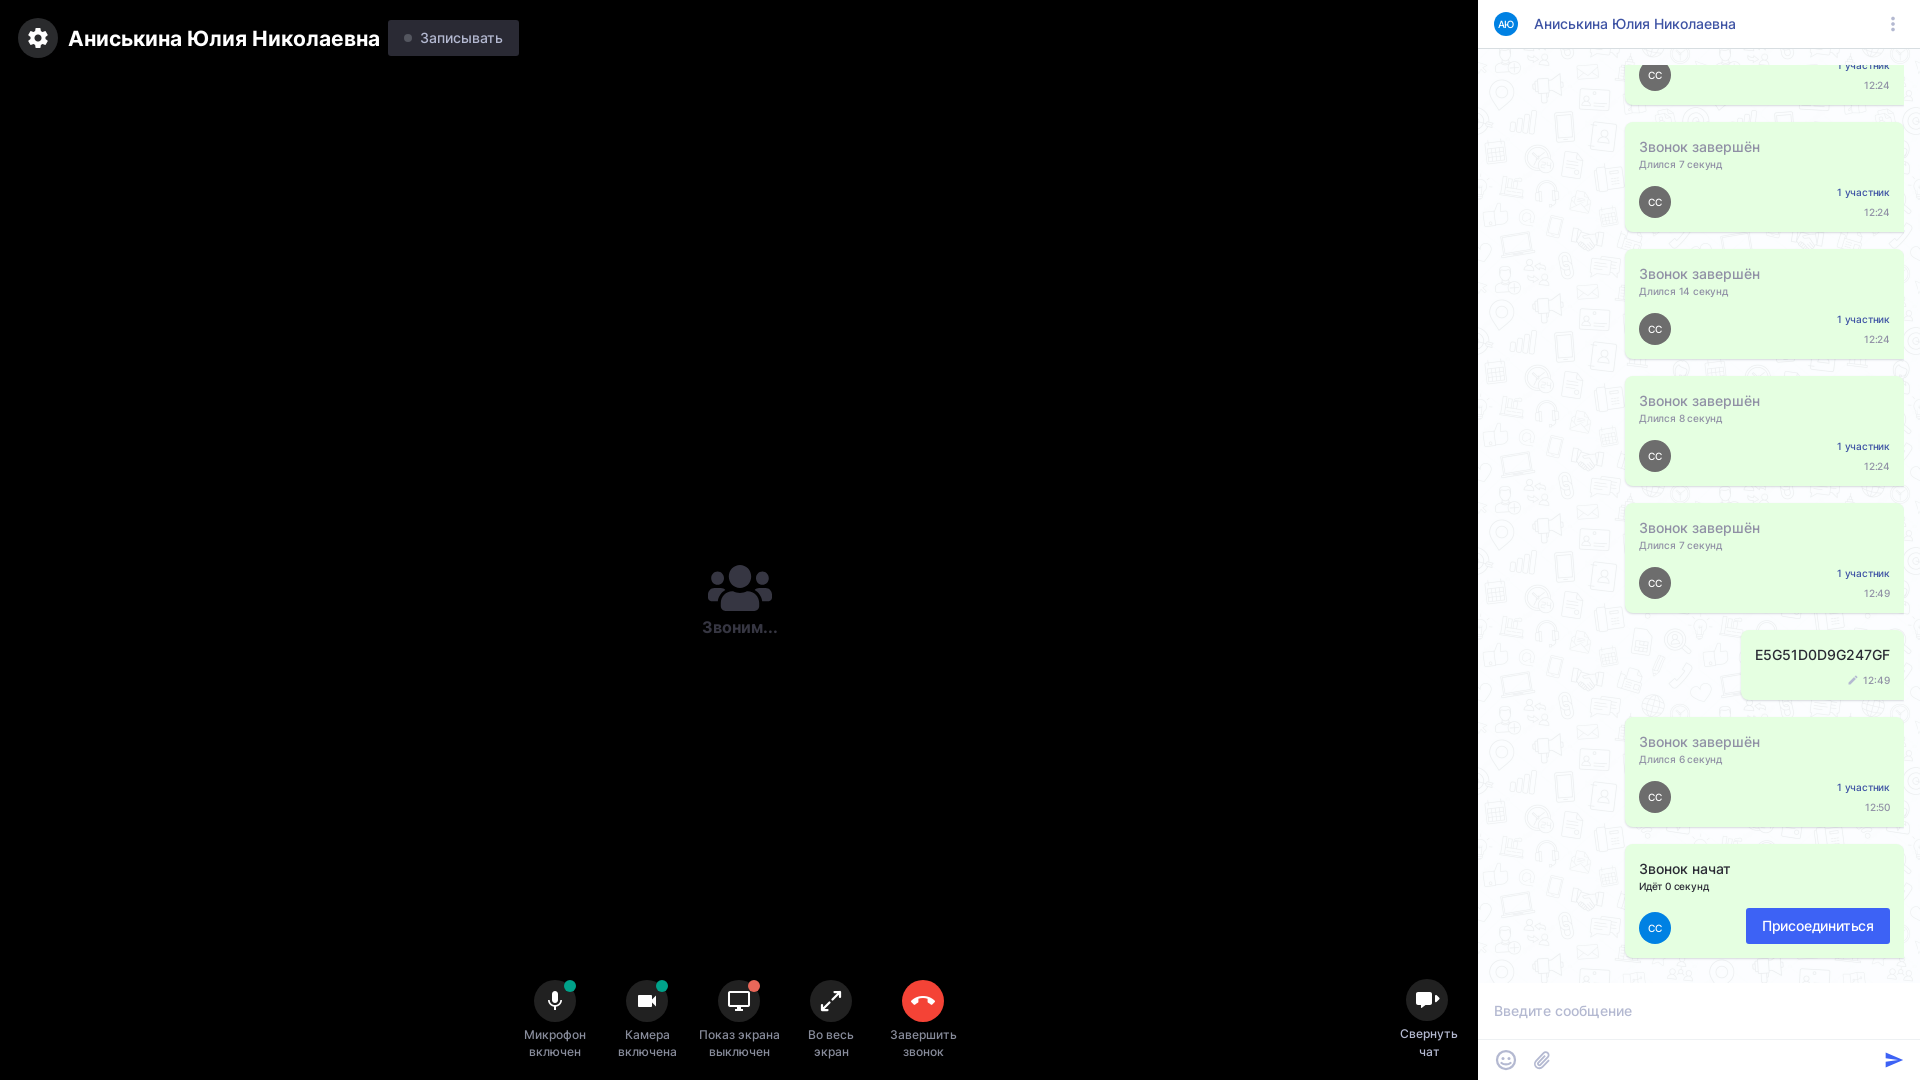 Аниськина Юлия Николаевна
Записывать
Звоним...
Микрофон
включен
Камера
включена
Показ экрана
выключен
Во весь
экран
Завершить
звонок
Свернуть
чат
АЮ
Аниськина Юлия Николаевна
1 участник
СС
12:24
Звонок завершён
Длился 7 секунд
1 участник
СС
12:24
Звонок завершён
Длился 14 секунд
1 участник
СС
12:24
Звонок завершён
Длился 8 секунд
1 участник
СС
12:24
Звонок завершён
Длился 7 секунд
1 участник
СС
12:49
E5G51D0D9G247GF
12:49
Звонок завершён
Длился 6 секунд
1 участник
СС
12:50
Звонок начат
Идёт 0 секунд
СС
Присоединиться
Введите сообщение